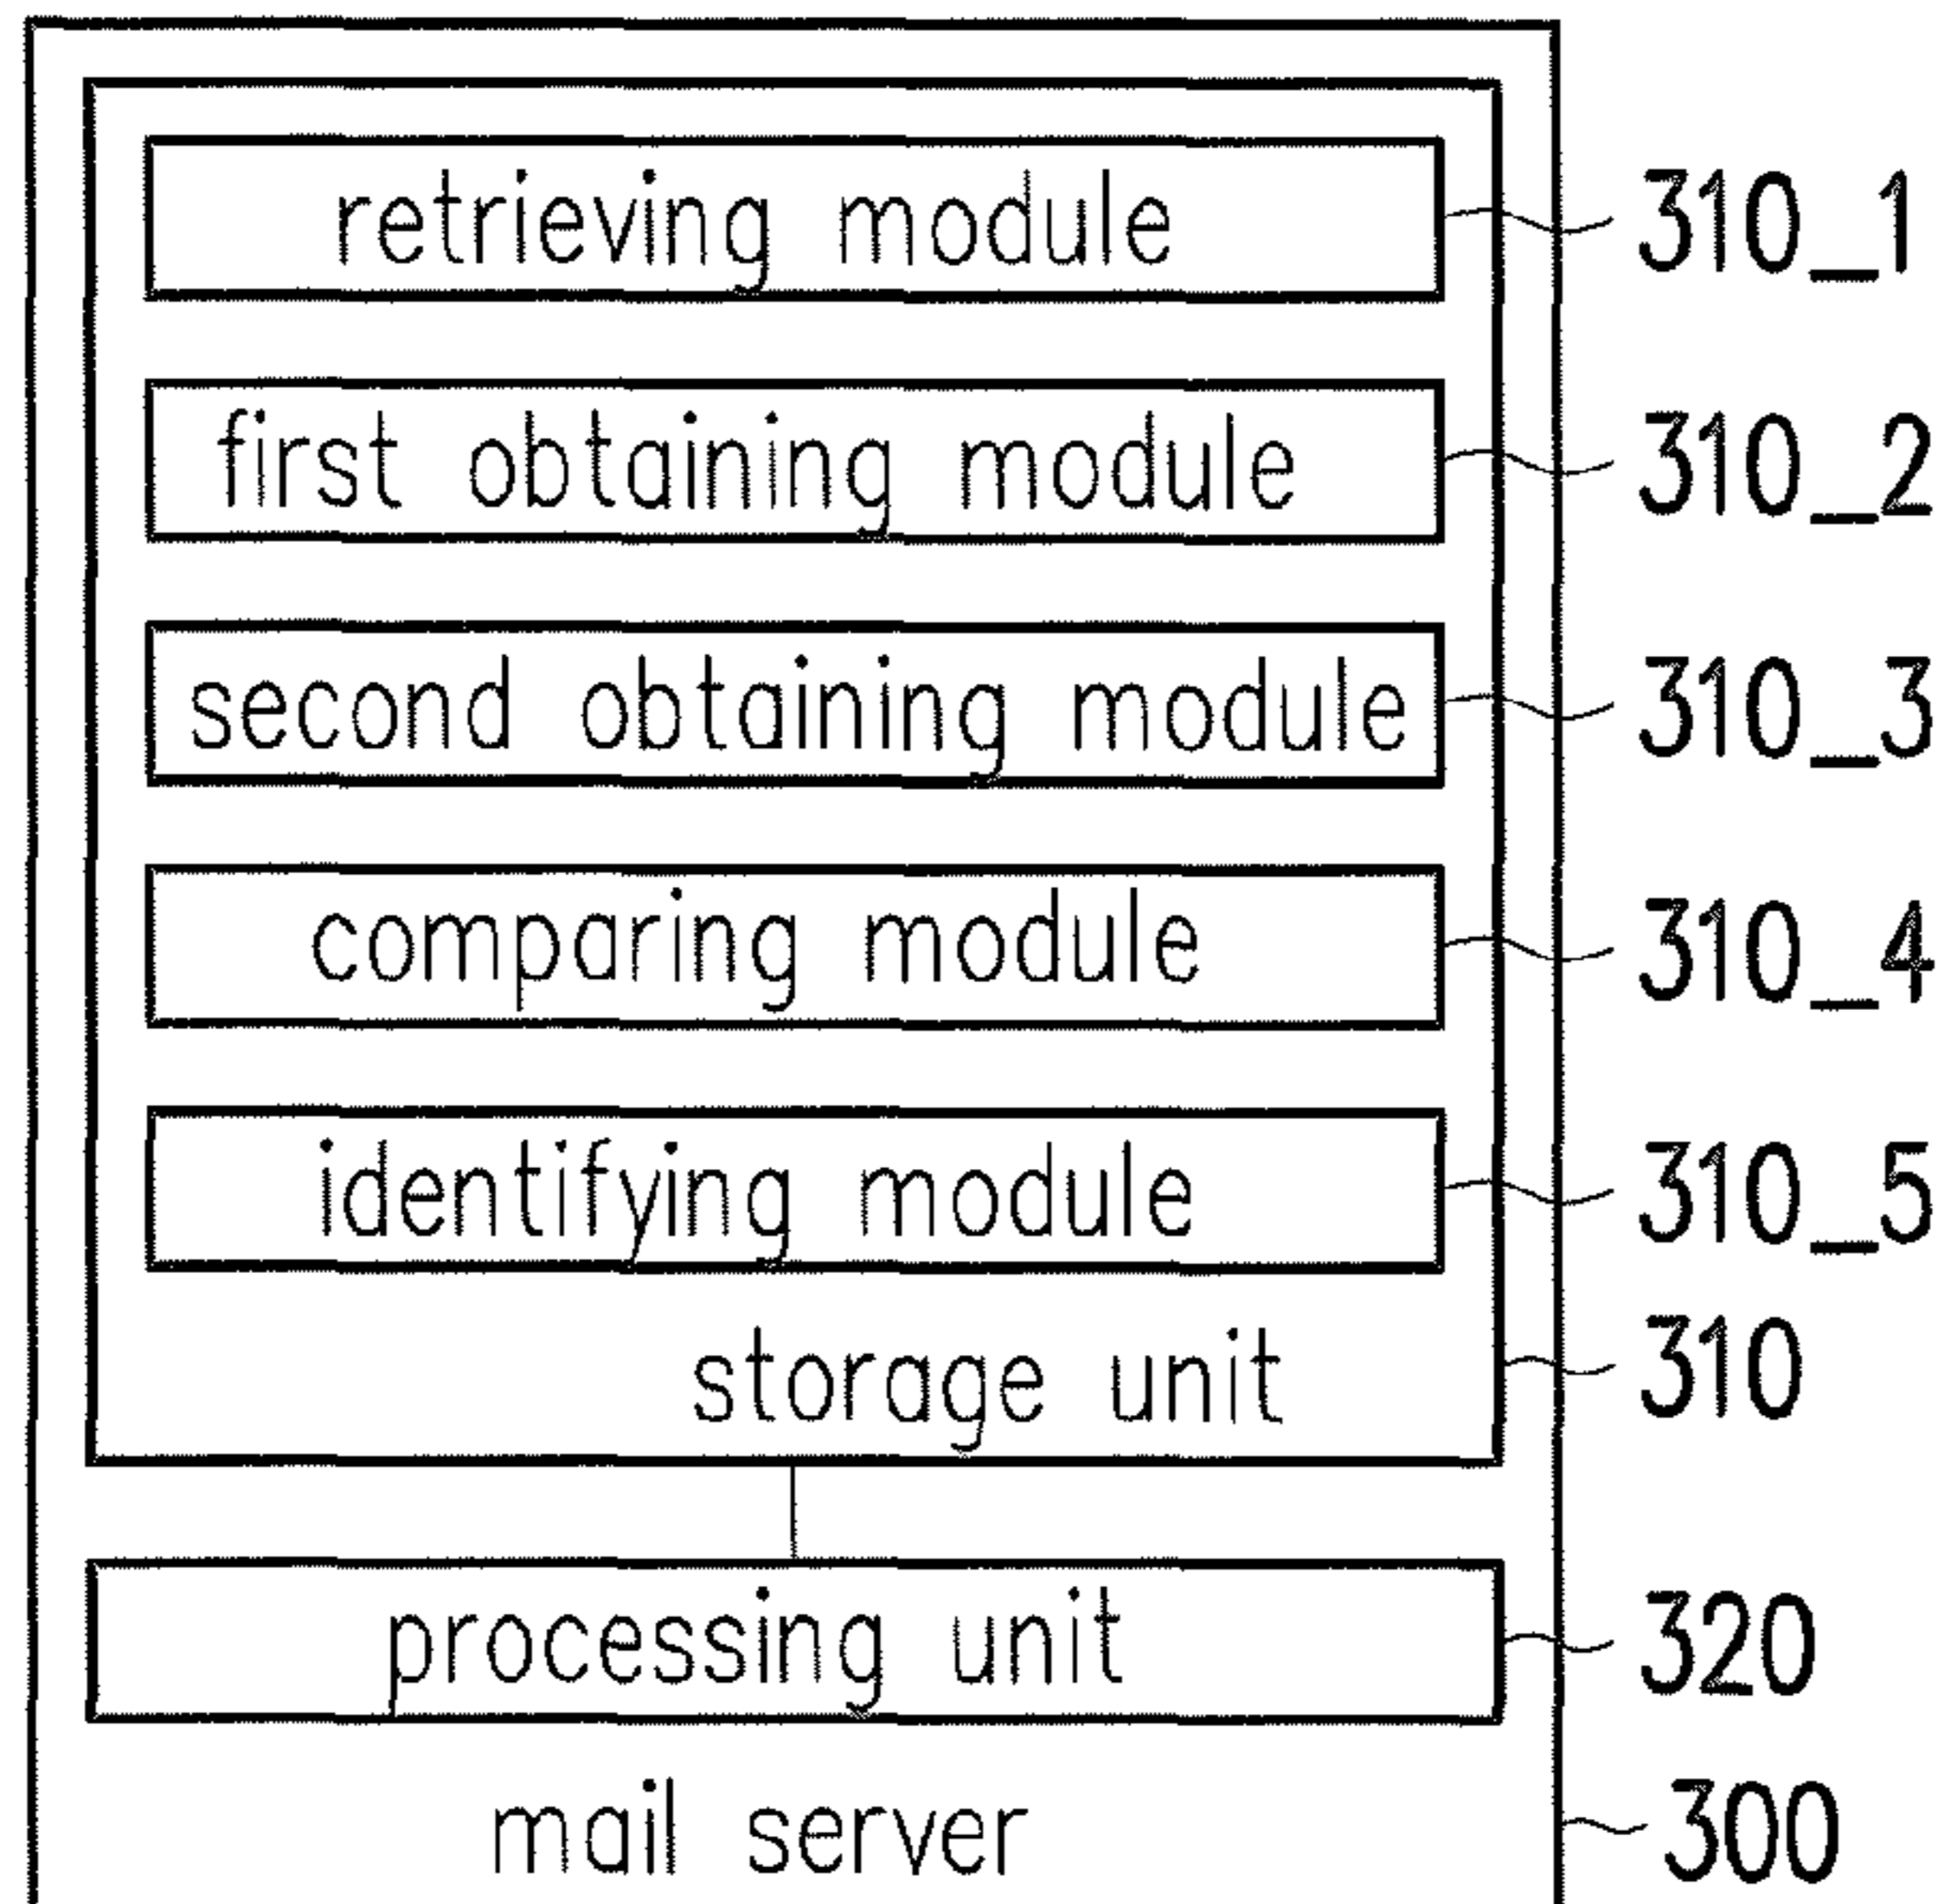 retrieving module 310_1
first obtaining module 310_2
second obtaining module 310_3
comparing module 310_4
identifying module 310_5
storage unit 310
processing unit 320
mail server 300